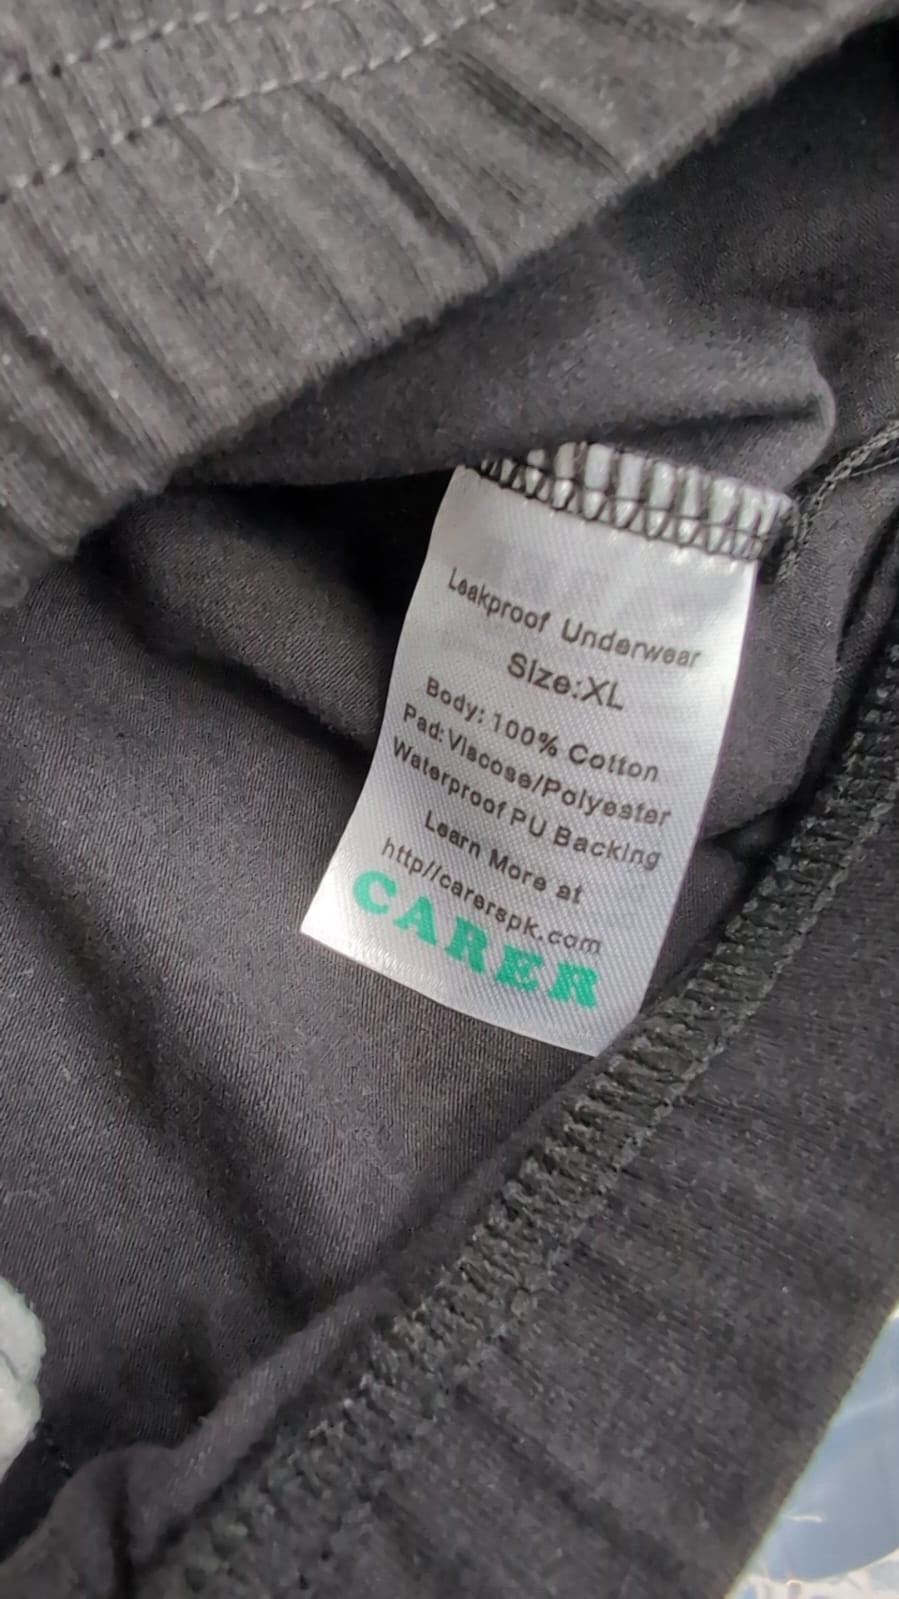 Leakproof Underwear
Size:XL
Body: 100% Cotton
Pad:Viscose/Polyester
Waterproof PU Backing
Learn More at
http//carerspk.com
CARER